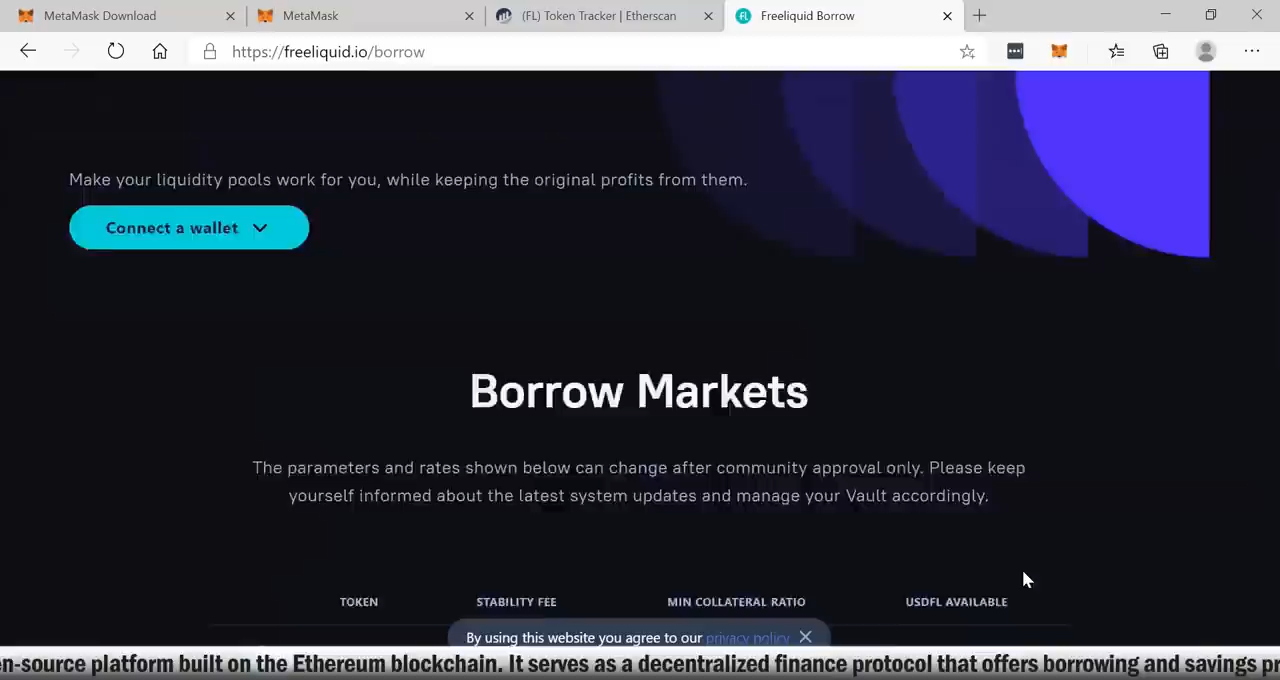 MetaMask Download
MetaMask
(FL) Token Tracker | Etherscan
Freeliquid Borrow
https://freeliquid.io/borrow
Make your liquidity pools work for you, while keeping the original profits from them.
Connect a wallet
Borrow Markets
The parameters and rates shown below can change after community approval only. Please keep
yourself informed about the latest system updates and manage your Vault accordingly.
TOKEN STABILITY FEE MIN COLLATERAL RATIO USDFL AVAILABLE
By using this website you agree to our privacy policy
en-source platform built on the Ethereum blockchain. It serves as a decentralized finance protocol that offers borrowing and savings pr